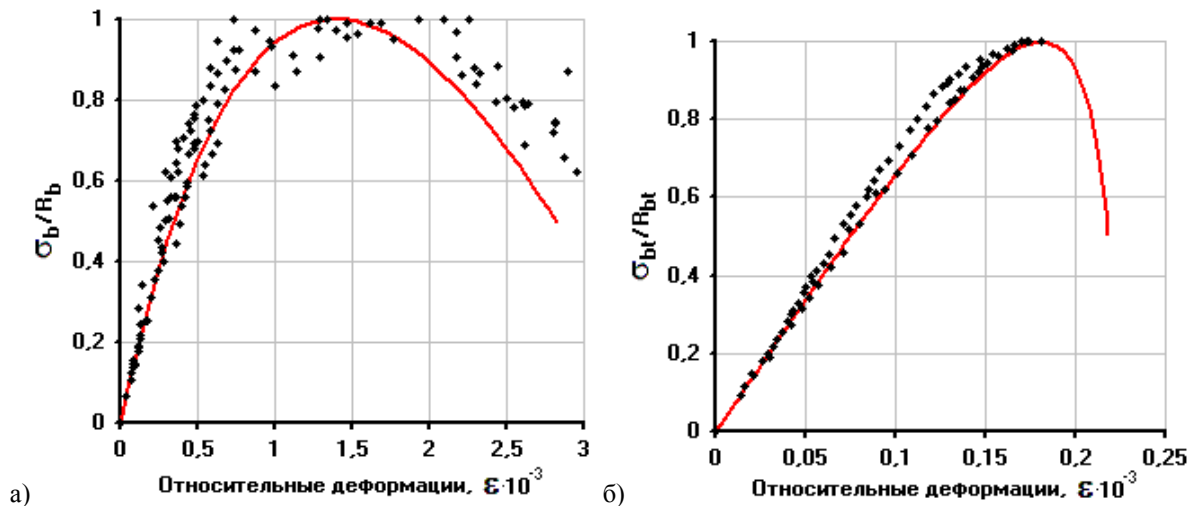 1
0,8
0,6
0,4
0,2
0
σb/Rb
0 0,5 1 1,5 2 2,5 3
Относительные деформации, ε·10⁻³
а)
1
0,8
0,6
0,4
0,2
0
σbt/Rbt
0 0,05 0,1 0,15 0,2 0,25
Относительные деформации, ε·10⁻³
б)